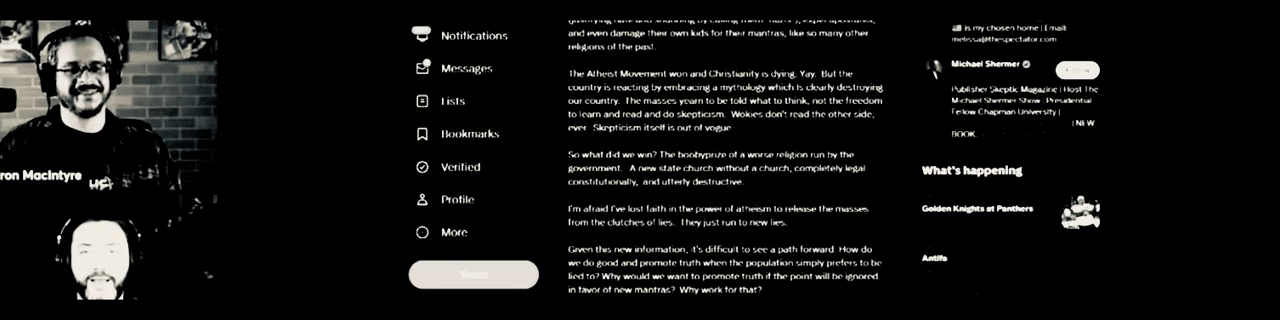 ron MacIntyre
Notifications
Messages
Lists
Bookmarks
Verified
Profile
More
and even damage their own kids for their mantras, like so many other
religions of the past.
The Atheist Movement won and Christianity is dying. Yay. But the
country is reacting by embracing a mythology which is clearly destroying
our country. The masses yearn to be told what to think, not the freedom
to learn and read and do skepticism. Wokies don't read the other side,
ever. Skepticism itself is out of vogue
So what did we win? The boobyprize of a worse religion run by the
government. A new state church without a church, completely legal
constitutionally, and utterly destructive.
I'm afraid I've lost faith in the power of atheism to release the masses
from the clutches of lies. They just run to new lies.
Given this new information, it's difficult to see a path forward. How do
we do good and promote truth when the population simply prefers to be
lied to? Why would we want to promote truth if the point will be ignored
in favor of new mantras? Why work for that?
is my chosen home | Email:
melissa@thespectator.com
Michael Shermer
Publisher Skeptic Magazine | Host The
Michael Shermer Show | Presidential
Fellow Chapman University |
| NEW
BOOK
What's happening
Golden Knights at Panthers
Antifa